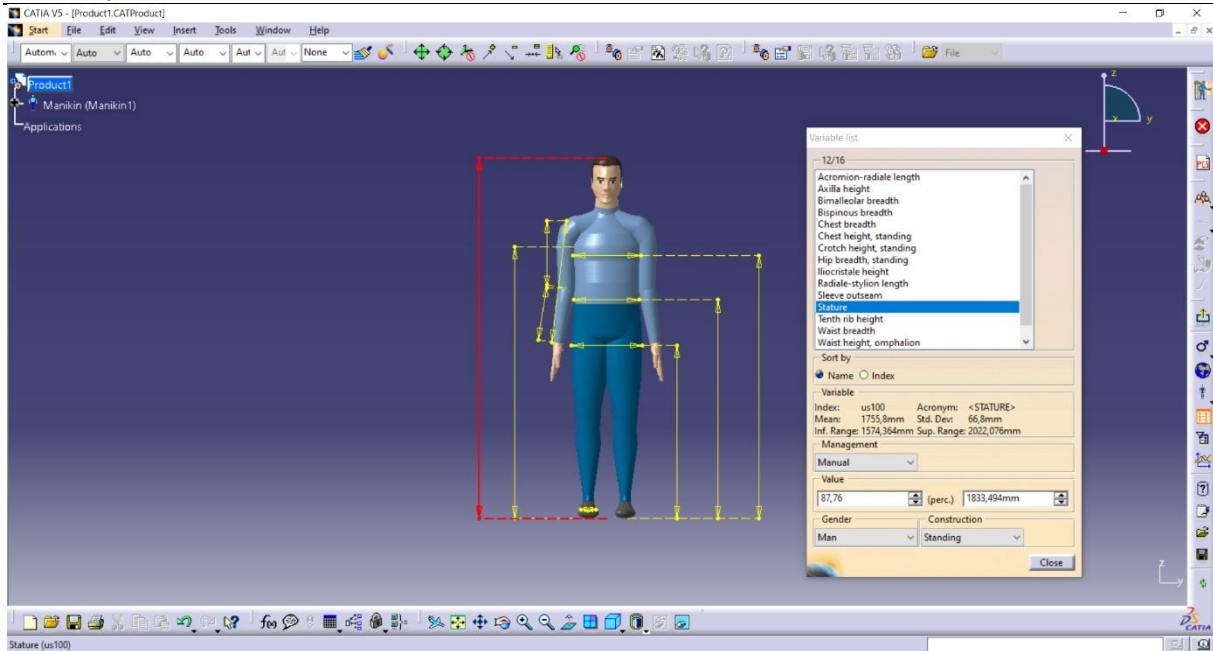 CATIA V5 - [Product1.CATProduct]
Start File Edit View Insert Tools Window Help
Autom. Auto Auto Auto Aut Aut None File
Product1
Manikin (Manikin1)
Applications
z
x y
Variable list
12/16
Acromion-radiale length
Axilla height
Bimalleolar breadth
Bispinous breadth
Chest breadth
Chest height, standing
Crotch height, standing
Hip breadth, standing
Iliocristale height
Radiale-stylion length
Sleeve outseam
Stature
Tenth rib height
Waist breadth
Waist height, omphalion
Sort by
Name Index
Variable
Index: us100 Acronym: <STATURE>
Mean: 1755,8mm Std. Dev: 66,8mm
Inf. Range: 1574,364mm Sup. Range: 2022,076mm
Management
Manual
Value
87,76 (perc.) 1833,494mm
Gender Construction
Man Standing
Close
z
y
f(x)
CATIA
Stature (us100)